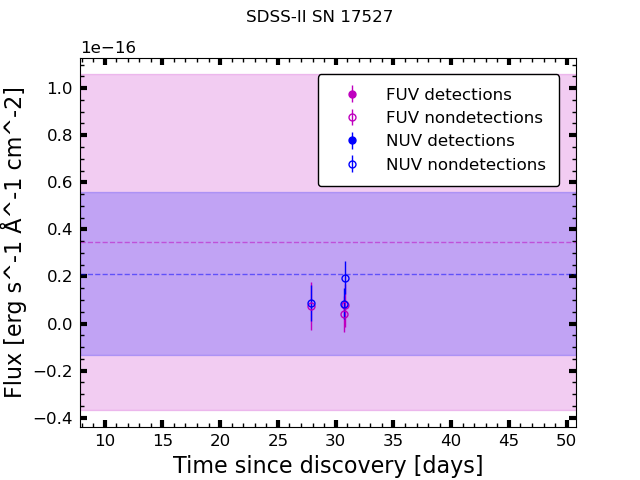 SDSS-II SN 17527
1e−16
FUV detections
FUV nondetections
NUV detections
NUV nondetections
1.0
0.8
0.6
0.4
0.2
0.0
−0.2
−0.4
Flux [erg s^-1 Å^-1 cm^-2]
10 15 20 25 30 35 40 45 50
Time since discovery [days]